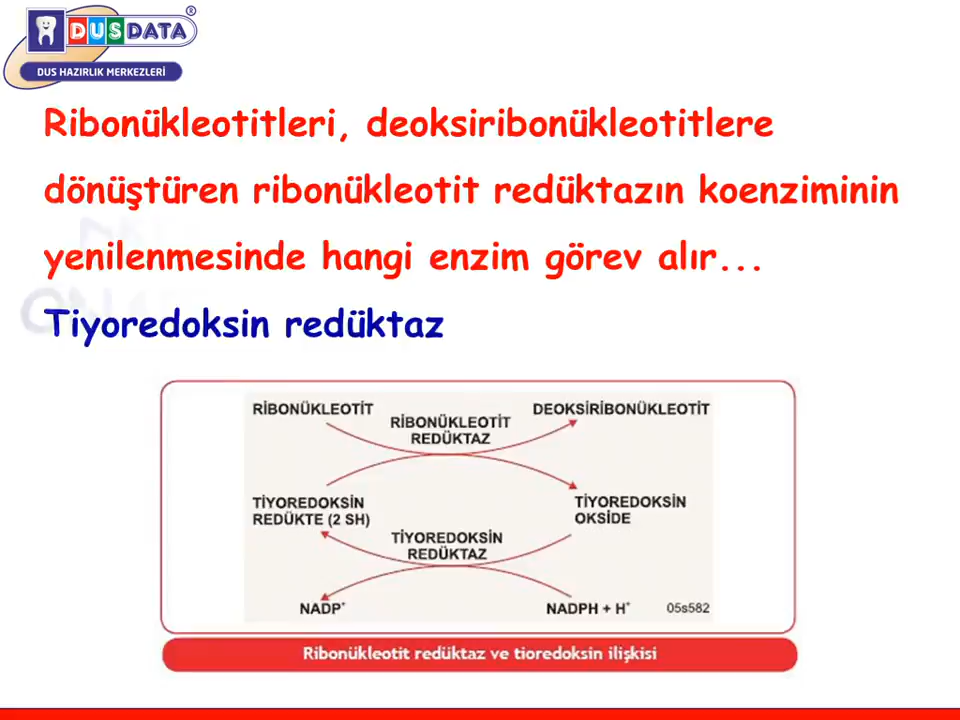 DUSDATA®
DUS HAZIRLIK MERKEZLERİ
Ribonükleotitleri, deoksiribonükleotitlere
dönüştüren ribonükleotit redüktazın koenziminin
yenilenmesinde hangi enzim görev alır...
Tiyoredoksin redüktaz
RİBONÜKLEOTİT
DEOKSİRİBONÜKLEOTİT
RİBONÜKLEOTİT
REDÜKTAZ
TİYOREDOKSİN
REDÜKTE (2 SH)
TİYOREDOKSİN
OKSİDE
TİYOREDOKSİN
REDÜKTAZ
NADP⁺
NADPH + H⁺
05s582
Ribonükleotit redüktaz ve tioredoksin ilişkisi